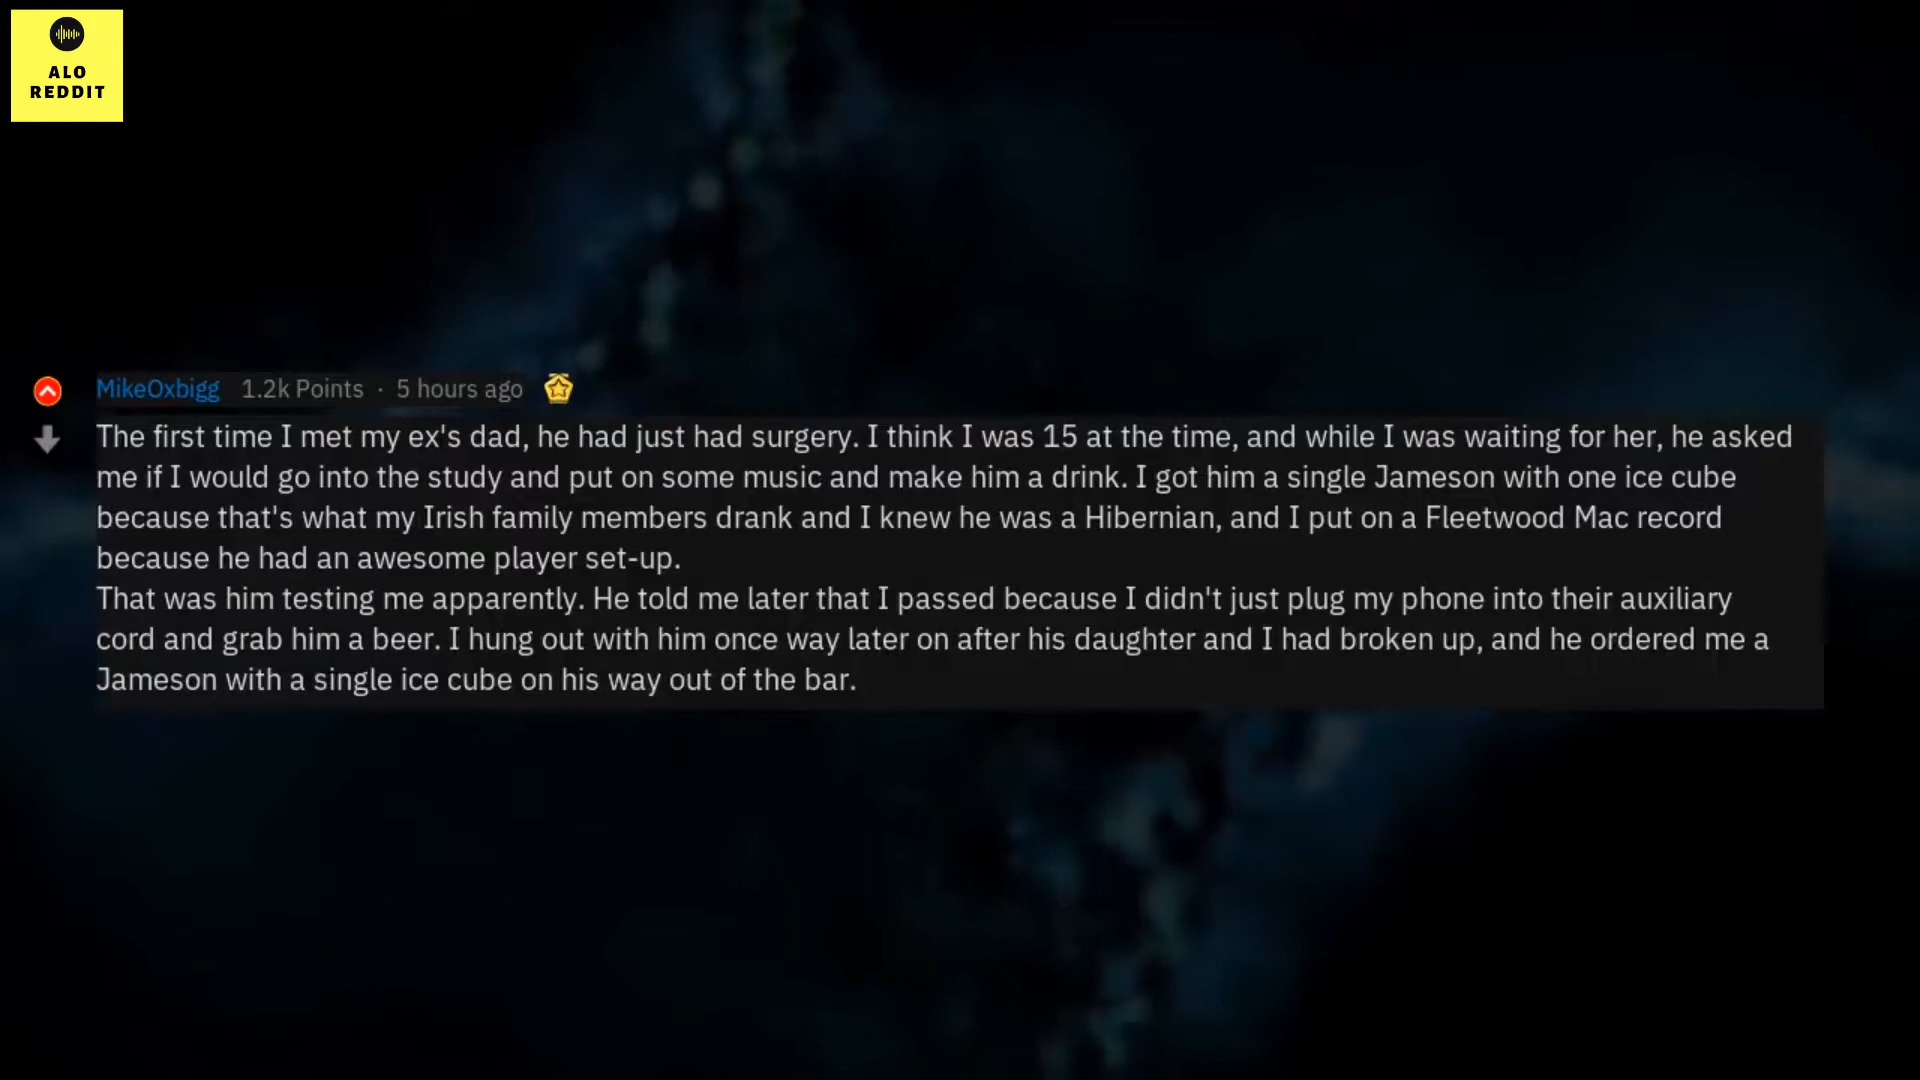 ALO
REDDIT
MikeOxbigg 1.2k Points · 5 hours ago
The first time I met my ex's dad, he had just had surgery. I think I was 15 at the time, and while I was waiting for her, he asked
me if I would go into the study and put on some music and make him a drink. I got him a single Jameson with one ice cube
because that's what my Irish family members drank and I knew he was a Hibernian, and I put on a Fleetwood Mac record
because he had an awesome player set-up.
That was him testing me apparently. He told me later that I passed because I didn't just plug my phone into their auxiliary
cord and grab him a beer. I hung out with him once way later on after his daughter and I had broken up, and he ordered me a
Jameson with a single ice cube on his way out of the bar.